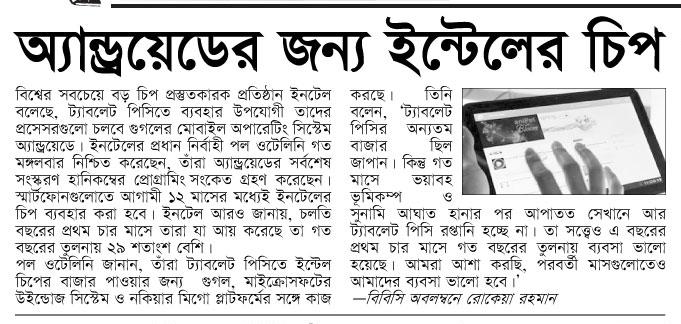 অ্যান্ড্রয়েডের জন্য ইন্টেলের চিপ
বিশ্বের সবচেয়ে বড় চিপ প্রস্তুতকারক প্রতিষ্ঠান ইনটেল
বলেছে, ট্যাবলেট পিসিতে ব্যবহার উপযোগী তাদের
প্রসেসরগুলো চলবে গুগলের মোবাইল অপারেটিং সিস্টেম
অ্যান্ড্রয়েডে। ইনটেলের প্রধান নির্বাহী পল ওটেলিনি গত
মঙ্গলবার নিশ্চিত করেছেন, তাঁরা অ্যান্ড্রয়েডের সর্বশেষ
সংস্করণ হানিকম্বের প্রোগ্রামিং সংকেত গ্রহণ করেছেন।
স্মার্টফোনগুলোতে আগামী ১২ মাসের মধ্যেই ইনটেলের
চিপ ব্যবহার করা হবে। ইনটেল আরও জানায়, চলতি
বছরের প্রথম চার মাসে তারা যা আয় করেছে তা গত
বছরের তুলনায় ২৯ শতাংশ বেশি।
পল ওটেলিনি জানান, তাঁরা ট্যাবলেট পিসিতে ইন্টেল
চিপের বাজার পাওয়ার জন্য গুগল, মাইক্রোসফটের
উইন্ডোজ সিস্টেম ও নকিয়ার মিগো প্লাটফর্মের সঙ্গে কাজ
করছে। তিনি
বলেন, ‘ট্যাবলেট
পিসির অন্যতম
বাজার ছিল
জাপান। কিন্তু গত
মাসে ভয়াবহ
ভূমিকম্প ও
সুনামি আঘাত হানার পর আপাতত সেখানে আর
ট্যাবলেট পিসি রপ্তানি হচ্ছে না। তা সত্ত্বেও এ বছরের
প্রথম চার মাসে গত বছরের তুলনায় ব্যবসা ভালো
হয়েছে। আমরা আশা করছি, পরবর্তী মাসগুলোতেও
আমাদের ব্যবসা ভালো হবে।’
—বিবিসি অবলম্বনে রোকেয়া রহমান